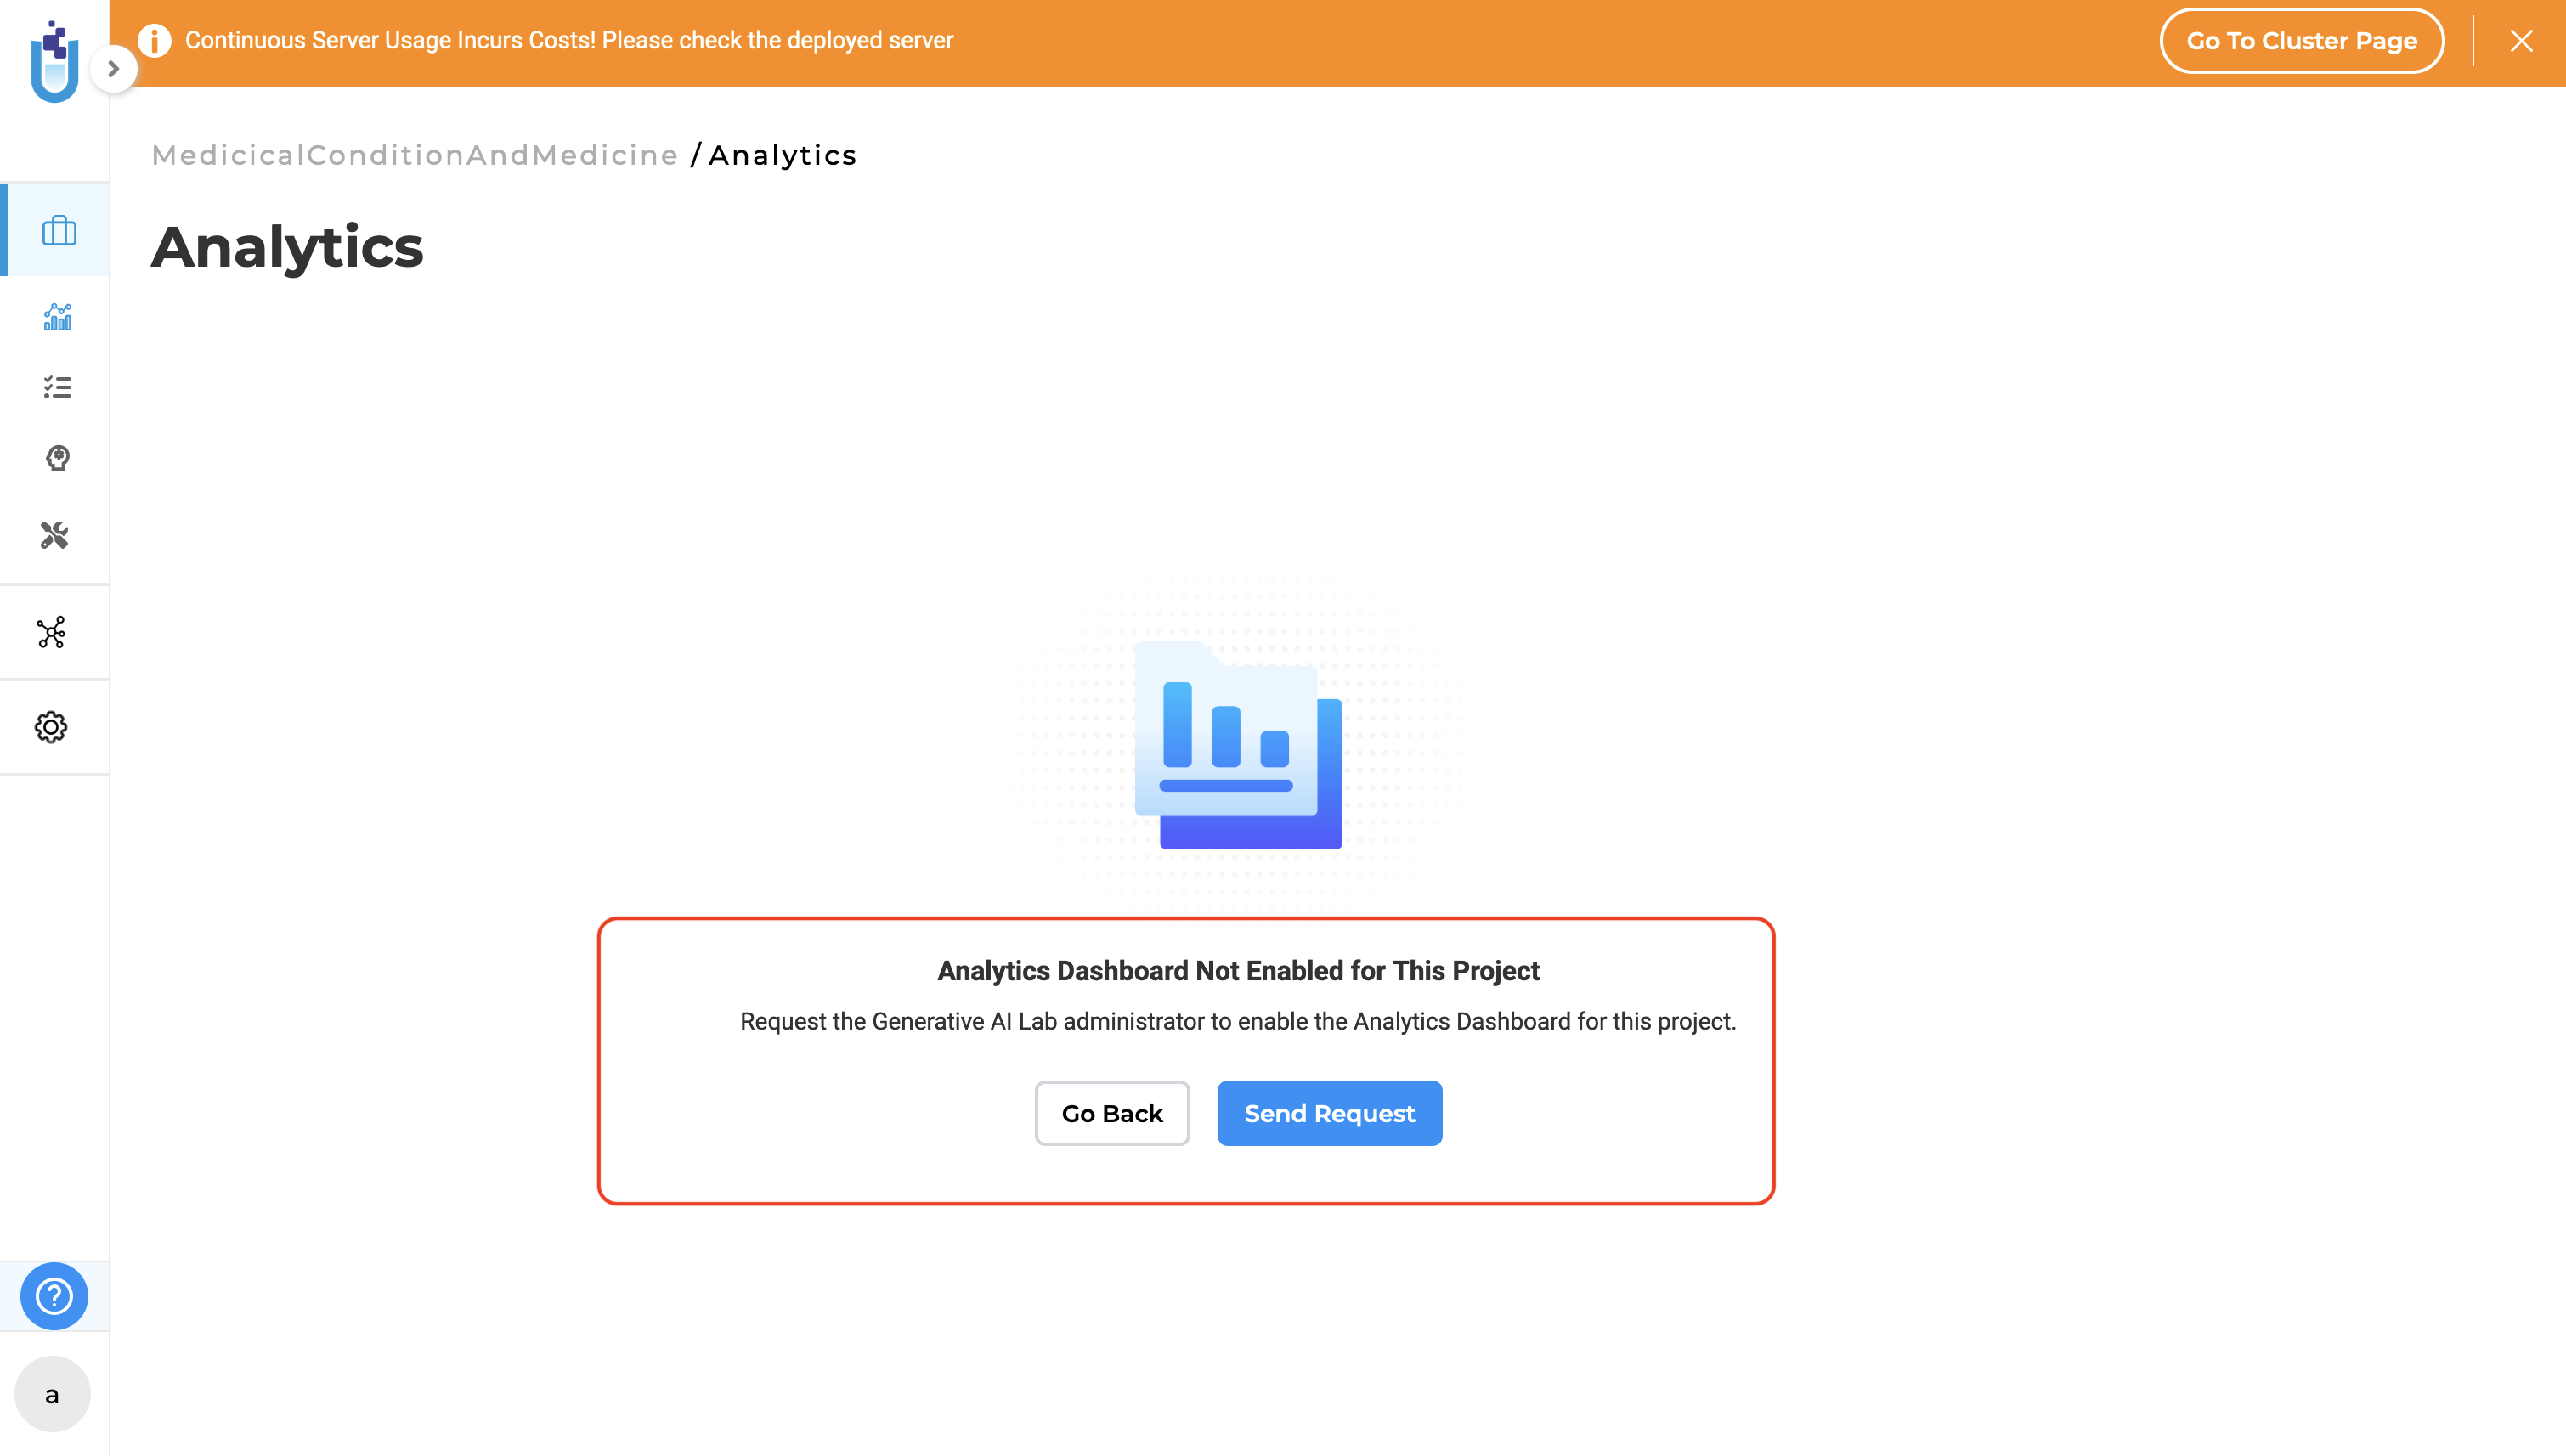 Continuous Server Usage Incurs Costs! Please check the deployed server
Go To Cluster Page
MedicicalConditionAndMedicine / Analytics
Analytics
Analytics Dashboard Not Enabled for This Project
Request the Generative AI Lab administrator to enable the Analytics Dashboard for this project.
Go Back
Send Request
a